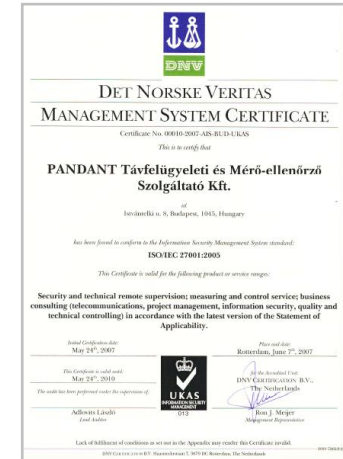 DNV
DET NORSKE VERITAS
MANAGEMENT SYSTEM CERTIFICATE
Certificate No. 00010-2007-AIS-BUD-UKAS
This is to certify that
PANDANT Távfelügyeleti és Mérő-ellenőrző
Szolgáltató Kft.
of
Istvántelki u. 8, Budapest, 1045, Hungary
has been found to conform to the Information Security Management System standard:
ISO/IEC 27001:2005
This Certificate is valid for the following product or service ranges:
Security and technical remote supervision; measuring and control service; business
consulting (telecommunications, project management, information security, quality and
technical controlling) in accordance with the latest version of the Statement of
Applicability.
Initial Certification date:
May 24th, 2007
Place and date:
Rotterdam, June 7th, 2007
This Certificate is valid until:
May 24th, 2010
for the Accredited Unit:
DNV CERTIFICATION B.V.,
The Netherlands
The audit has been performed under the supervision of:
Adlovits László
Lead Auditor
UKAS
INFORMATION SECURITY
MANAGEMENT
013
Ron J. Meijer
Management Representative
Lack of fulfilment of conditions as set out in the Appendix may render this Certificate invalid.